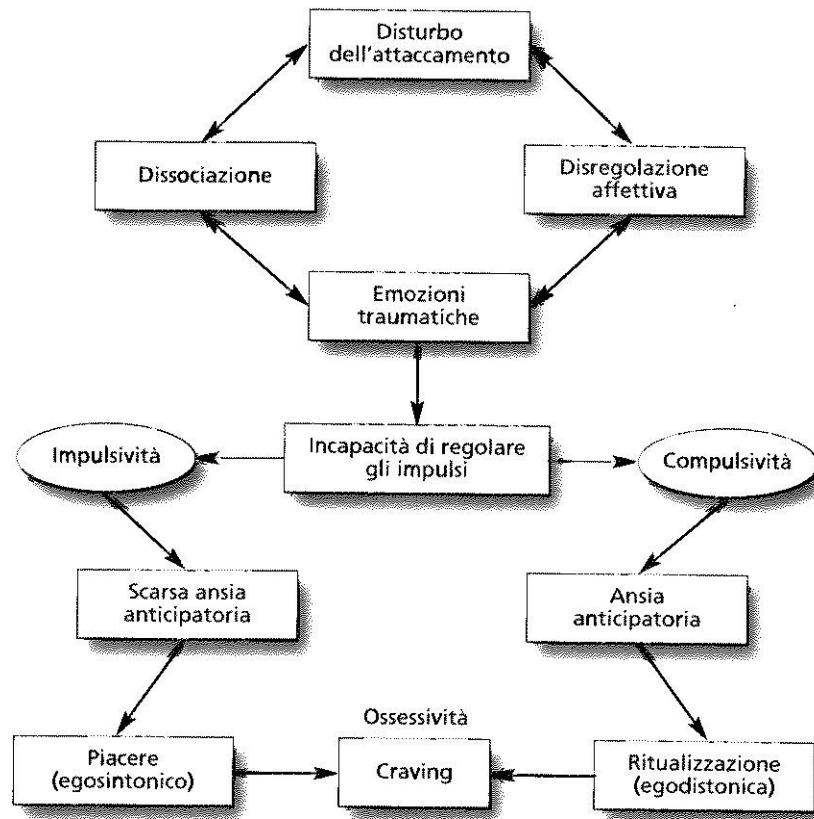 Disturbo
dell'attaccamento
Dissociazione
Disregolazione
affettiva
Emozioni
traumatiche
Impulsività
Incapacità di regolare
gli impulsi
Compulsività
Scarsa ansia
anticipatoria
Ansia
anticipatoria
Ossessività
Piacere
(egosintonico)
Craving
Ritualizzazione
(egodistonica)